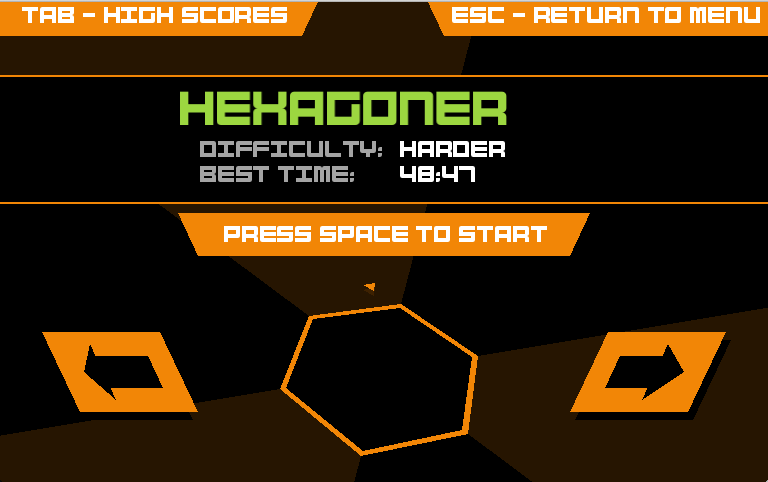 TAB - HIGH SCORES
ESC - RETURN TO MENU
HEXAGONER
DIFFICULTY: HARDER
BEST TIME: 48:47
PRESS SPACE TO START